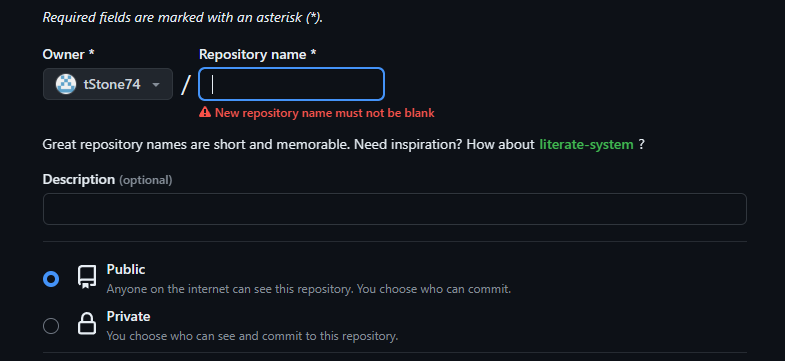 Required fields are marked with an asterisk (*).
Owner * Repository name *
tStone74 /
New repository name must not be blank
Great repository names are short and memorable. Need inspiration? How about literate-system ?
Description (optional)
Public
Anyone on the internet can see this repository. You choose who can commit.
Private
You choose who can see and commit to this repository.